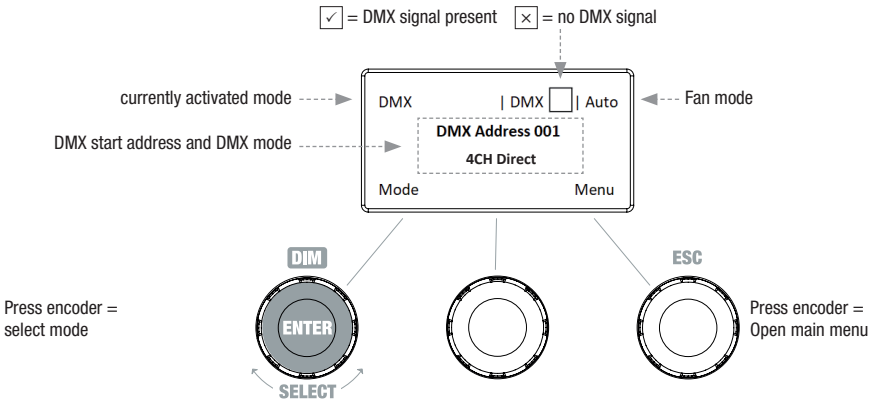 ✓ = DMX signal present × = no DMX signal
currently activated mode
DMX | DMX | Auto
Fan mode
DMX start address and DMX mode
DMX Address 001
4CH Direct
Mode Menu
DIM
ESC
Press encoder =
select mode
ENTER
SELECT
Press encoder =
Open main menu